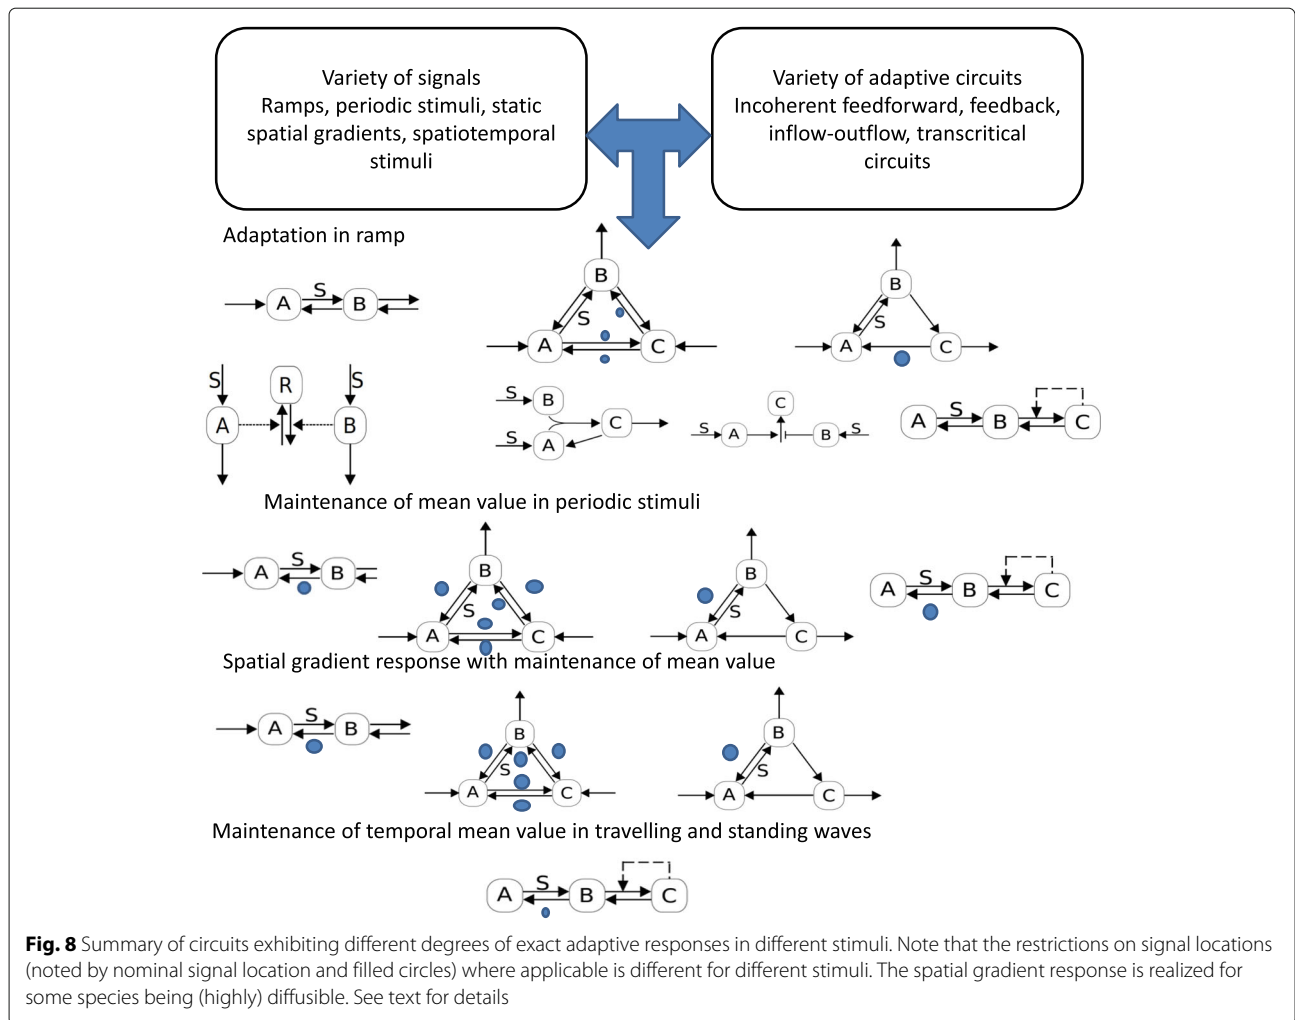 Variety of signals
Ramps, periodic stimuli, static
spatial gradients, spatiotemporal
stimuli
Variety of adaptive circuits
Incoherent feedforward, feedback,
inflow-outflow, transcritical
circuits
Adaptation in ramp
A S B
B
S
A C
B
S
A C
S A R B S
S B
S A C
C
S A B S
A S B C
Maintenance of mean value in periodic stimuli
A S B
B
S
A C
B
S
A C
A S B C
Spatial gradient response with maintenance of mean value
A S B
B
S
A C
B
S
A C
Maintenance of temporal mean value in travelling and standing waves
A S B C
Fig. 8 Summary of circuits exhibiting different degrees of exact adaptive responses in different stimuli. Note that the restrictions on signal locations
(noted by nominal signal location and filled circles) where applicable is different for different stimuli. The spatial gradient response is realized for
some species being (highly) diffusible. See text for details